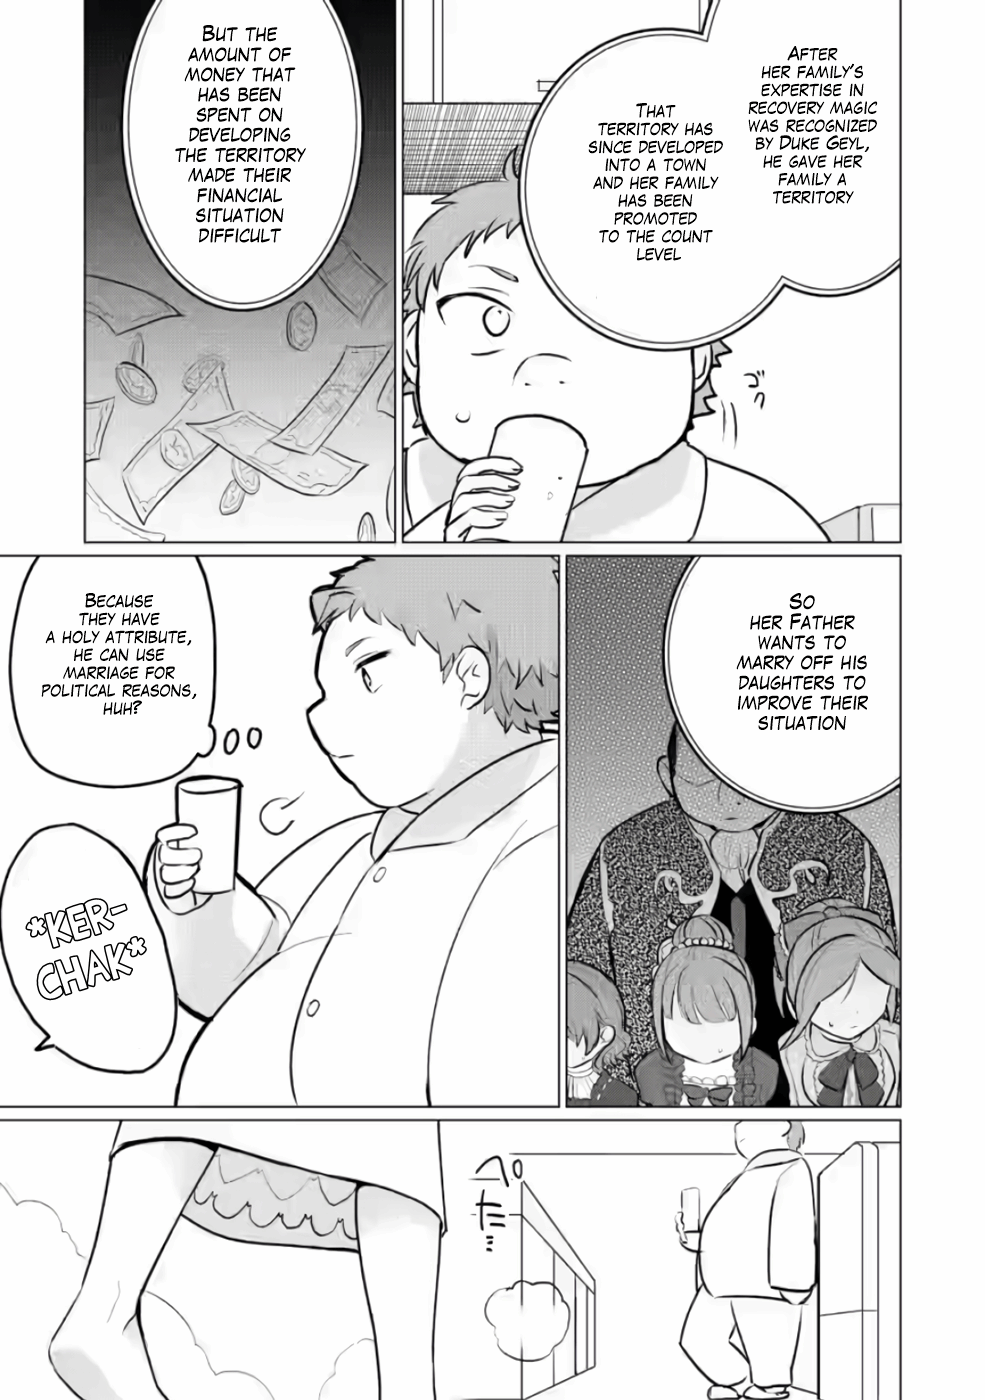 AFTER
HER FAMILY'S
EXPERTISE IN
RECOVERY MAGIC
WAS RECOGNIZED
BY DUKE GEYL,
HE GAVE HER
FAMILY A
TERRITORY
THAT
TERRITORY HAS
SINCE DEVELOPED
INTO A TOWN
AND HER FAMILY
HAS BEEN
PROMOTED
TO THE COUNT
LEVEL
ゴク
BUT THE
AMOUNT OF
MONEY THAT
HAS BEEN
SPENT ON
DEVELOPING
THE TERRITORY
MADE THEIR
FINANCIAL
SITUATION
DIFFICULT
SO
HER FATHER
WANTS TO
MARRY OFF HIS
DAUGHTERS TO
IMPROVE THEIR
SITUATION
BECAUSE
THEY HAVE
A HOLY ATTRIBUTE,
HE CAN USE
MARRIAGE FOR
POLITICAL REASONS,
HUH?
*KER-
CHAK*
ぺた…